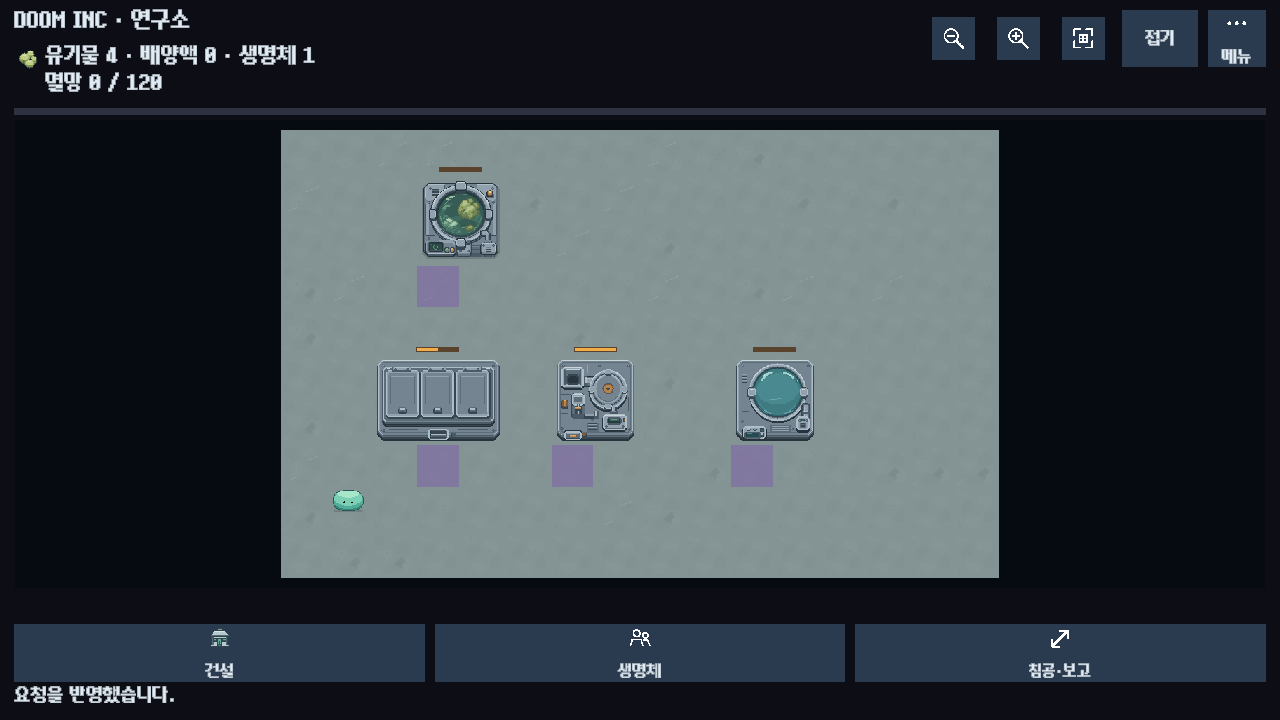 DOOM INC · 연구소
유기물 4 · 배양액 0 · 생명체 1
멸망 0 / 120
접기
메뉴
건설
생명체
침공·보고
요청을 반영했습니다.